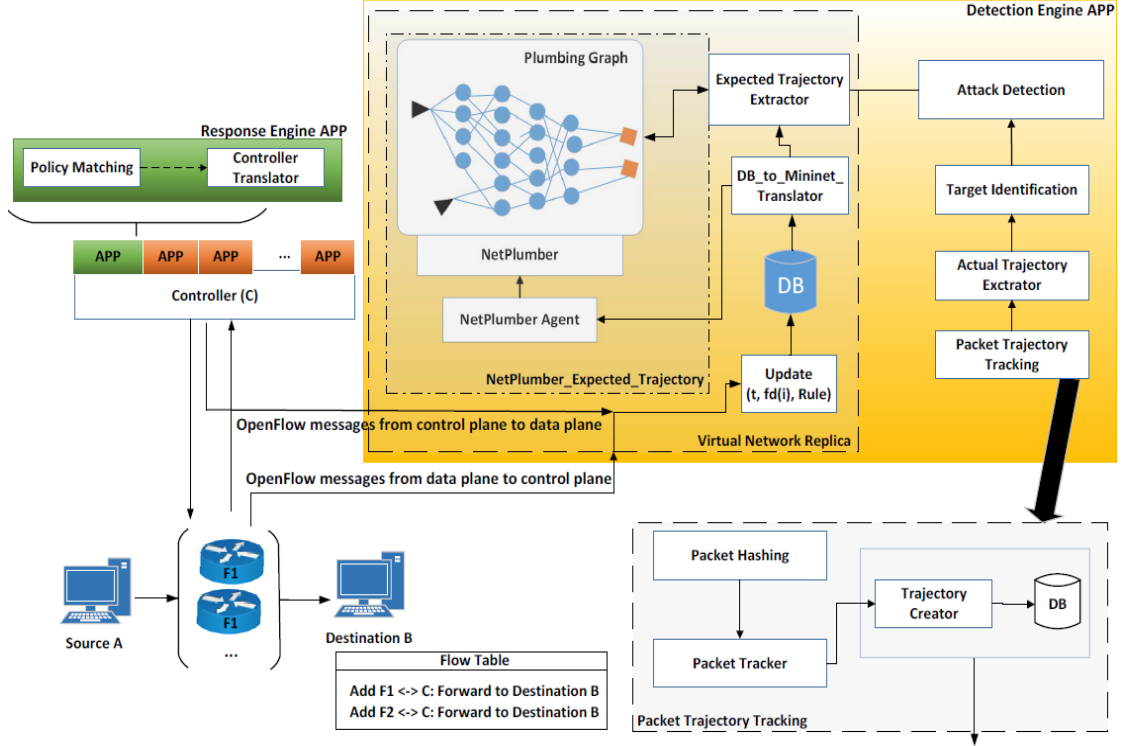 Detection Engine APP
Plumbing Graph
Expected Trajectory
Extractor
Attack Detection
Response Engine APP
Policy Matching
Controller
Translator
DB_to_Mininet_
Translator
Target Identification
APP
APP
APP
...
APP
NetPlumber
DB
Actual Trajectory
Exctrator
Controller (C)
NetPlumber Agent
Packet Trajectory
Tracking
NetPlumber_Expected_Trajectory
Update
(t, fd(i), Rule)
OpenFlow messages from control plane to data plane
Virtual Network Replica
OpenFlow messages from data plane to control plane
F1
F1
...
Source A
Destination B
Flow Table
Add F1 <-> C: Forward to Destination B
Add F2 <-> C: Forward to Destination B
Packet Hashing
Trajectory
Creator
DB
Packet Tracker
Packet Trajectory Tracking